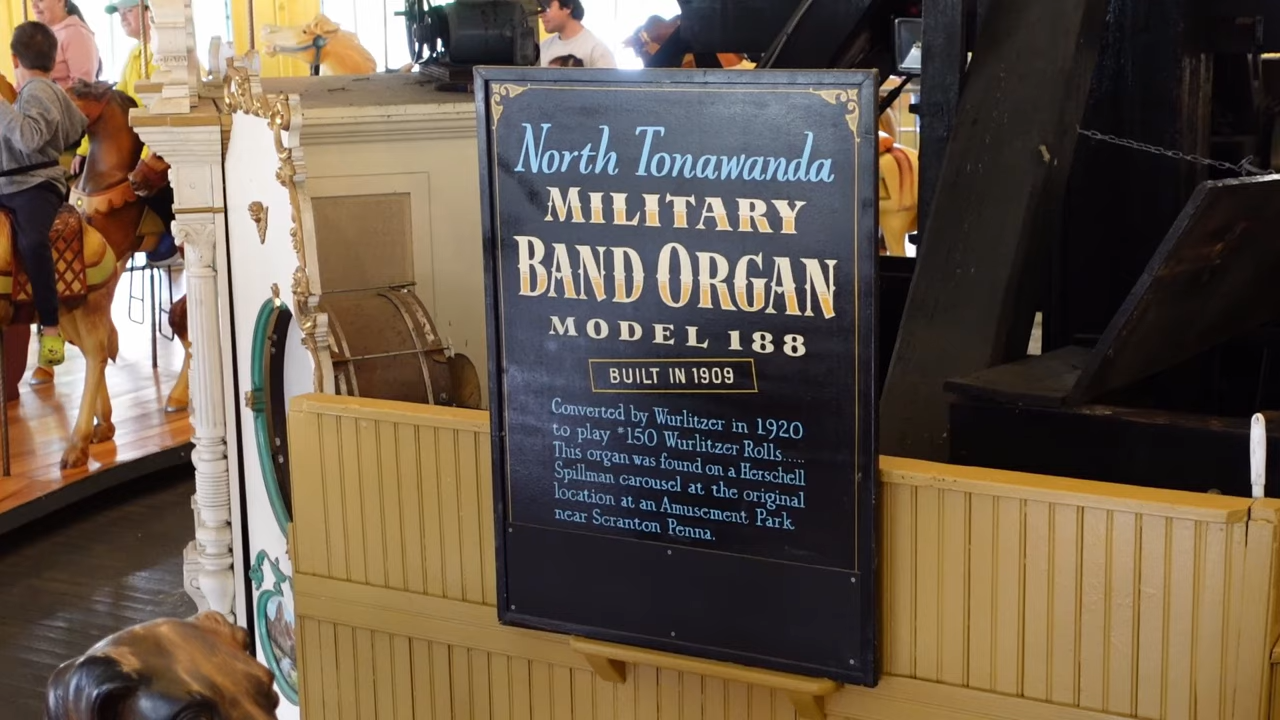 North Tonawanda
MILITARY
BAND ORGAN
MODEL 188
BUILT IN 1909
Converted by Wurlitzer in 1920
to play #150 Wurlitzer Rolls.....
This organ was found on a Herschell
Spillman carousel at the original
location at an Amusement Park
near Scranton Penna.